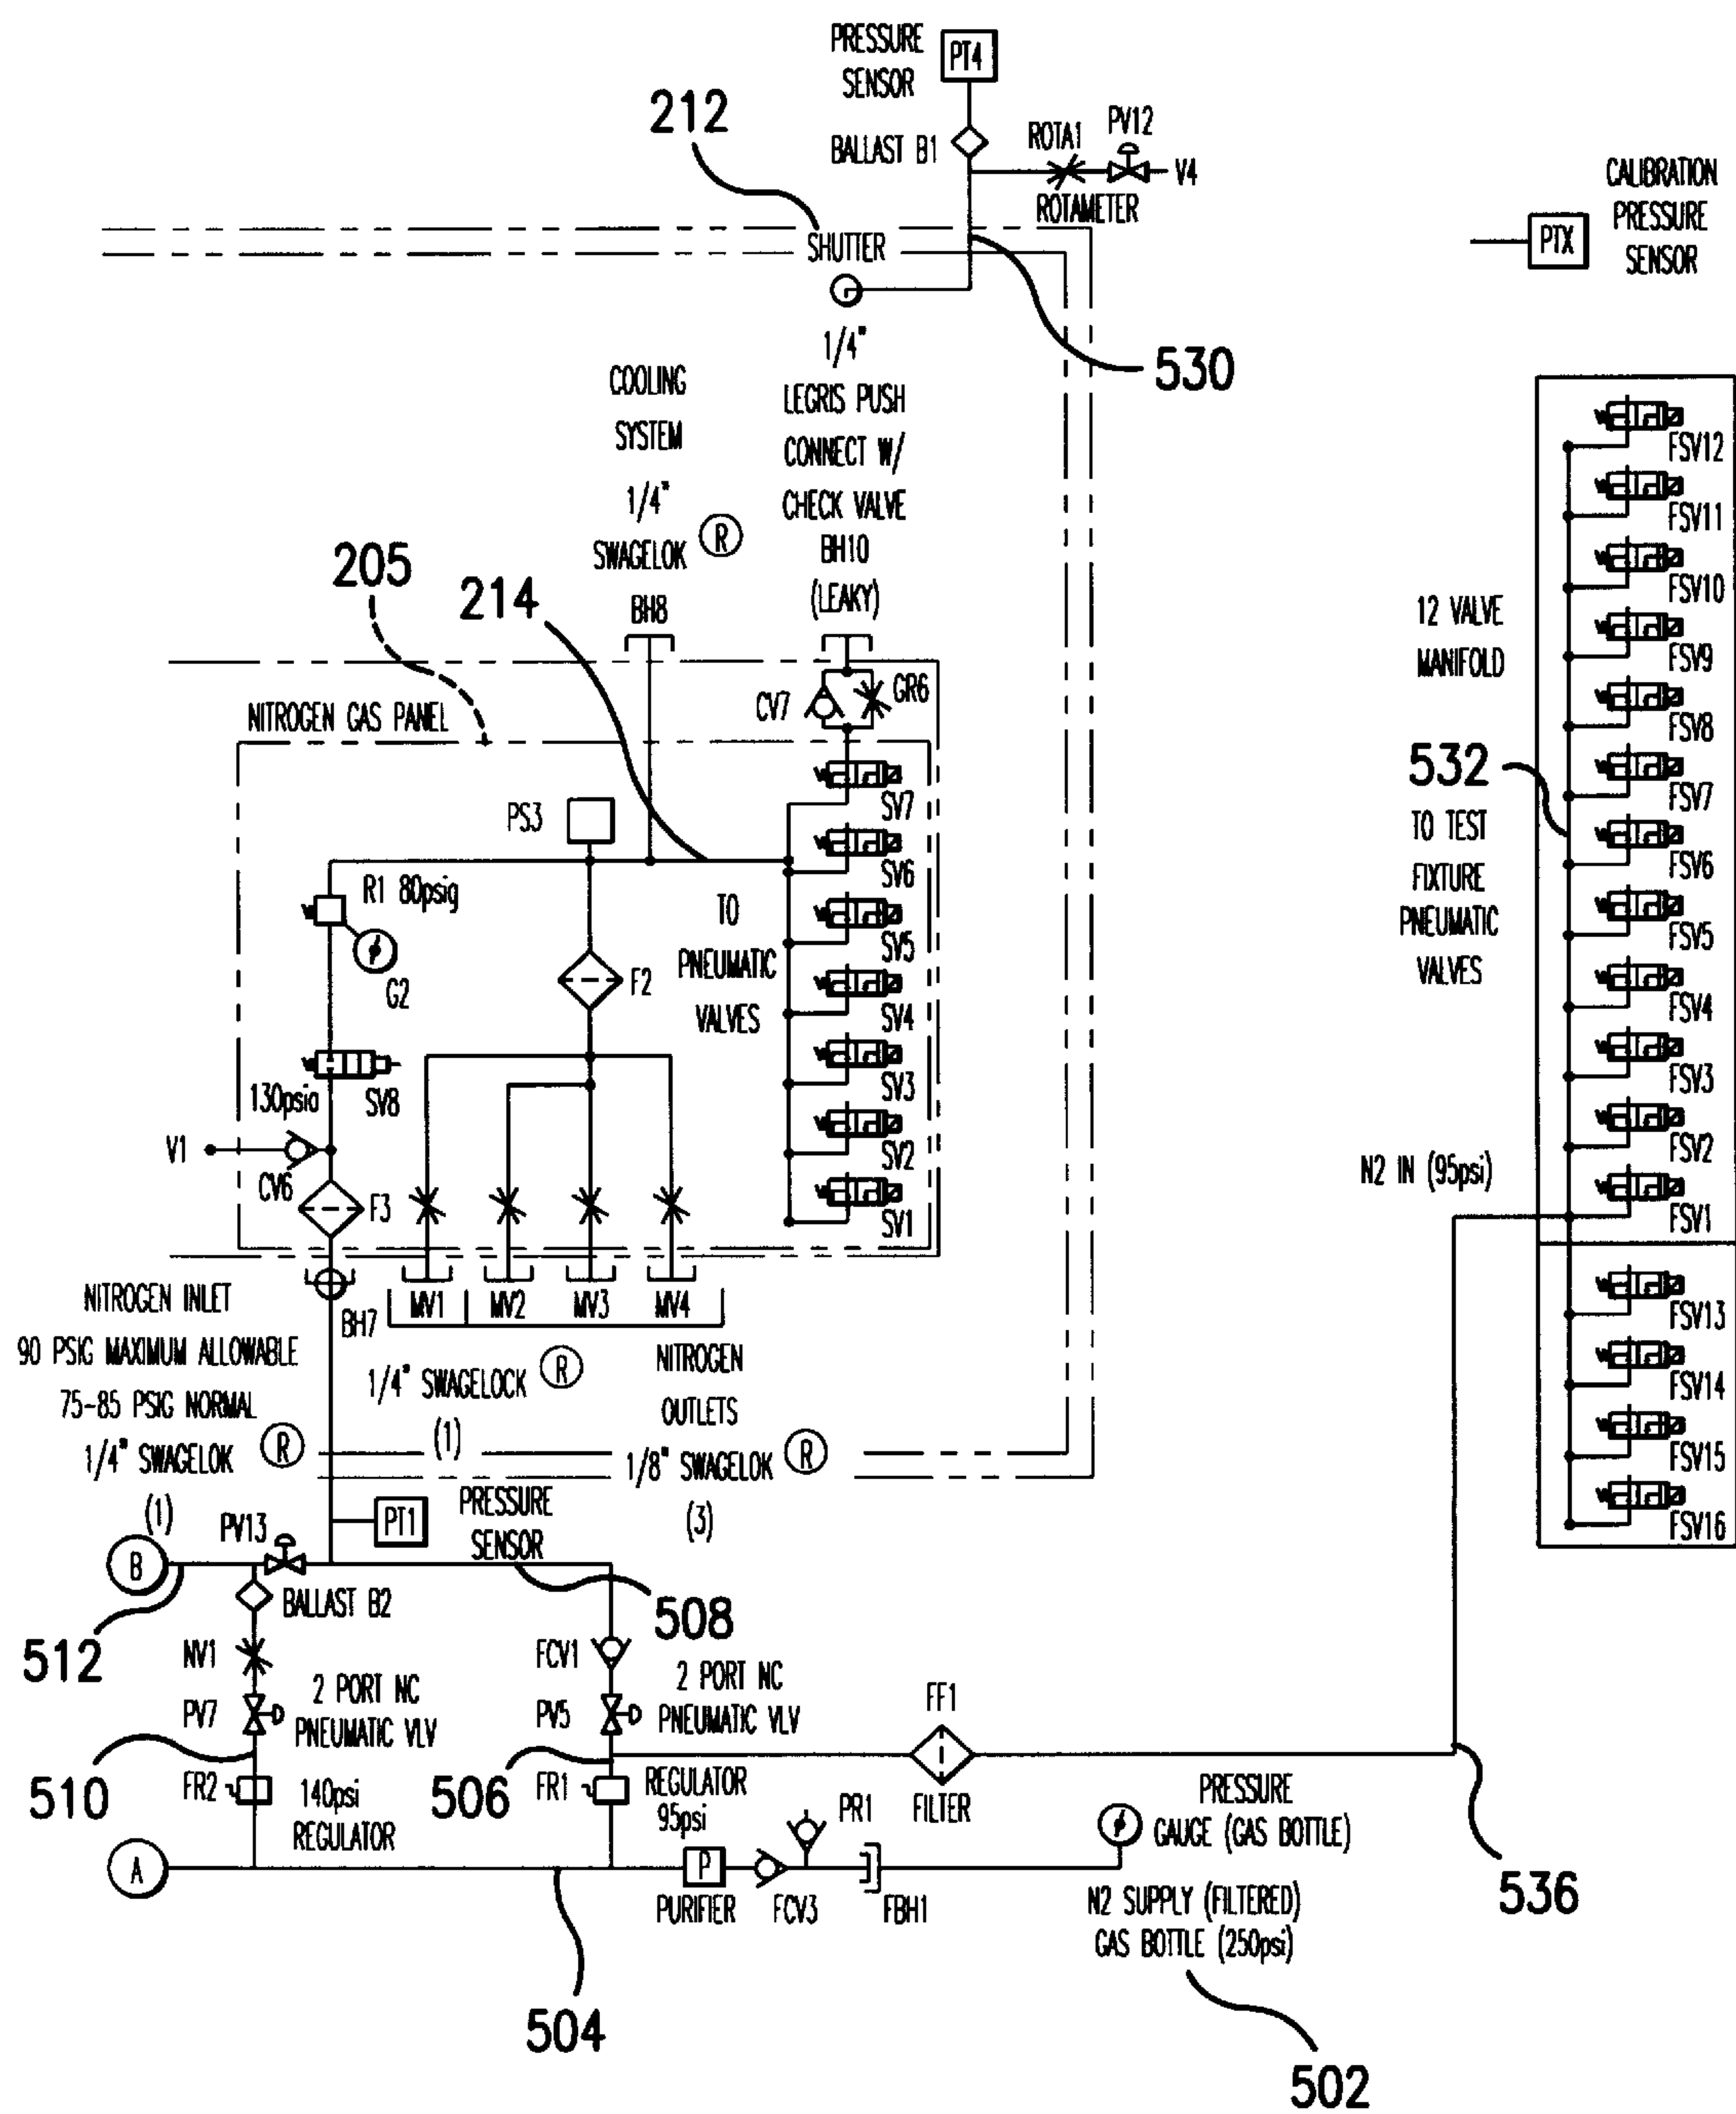 PRESSURE
SENSOR
PT4
212
BALLAST B1
ROTA1
PV12
V4
ROTAMETER
CALIBRATION
PRESSURE
SENSOR
PTX
SHUTTER
530
1/4"
LEGRIS PUSH
CONNECT W/
CHECK VALVE
BH10
(LEAKY)
COOLING
SYSTEM
1/4"
SWAGELOK ®
BH8
205
214
NITROGEN GAS PANEL
CV7
GR6
PS3
R1 80psig
G2
F2
TO
PNEUMATIC
VALVES
SV7
SV6
SV5
SV4
SV3
SV2
SV1
130psia
SV8
V1
CV6
F3
BH7
MV1
MV2
MV3
MV4
NITROGEN INLET
90 PSIG MAXIMUM ALLOWABLE
75-85 PSIG NORMAL
1/4" SWAGELOK ®
(1)
1/4" SWAGELOCK ®
(1)
NITROGEN
OUTLETS
1/8" SWAGELOK ®
(3)
12 VALVE
MANIFOLD
532
TO TEST
FIXTURE
PNEUMATIC
VALVES
N2 IN (95psi)
FSV12
FSV11
FSV10
FSV9
FSV8
FSV7
FSV6
FSV5
FSV4
FSV3
FSV2
FSV1
FSV13
FSV14
FSV15
FSV16
PT1
PRESSURE
SENSOR
PV13
B
BALLAST B2
512
508
NV1
FCV1
PV7
2 PORT NC
PNEUMATIC VLV
PV5
2 PORT NC
PNEUMATIC VLV
FF1
FILTER
510
FR2
140psi
REGULATOR
506
FR1
REGULATOR
95psi
A
P
PURIFIER
FCV3
PR1
FBH1
PRESSURE
GAUGE (GAS BOTTLE)
N2 SUPPLY (FILTERED)
GAS BOTTLE (250psi)
536
504
502